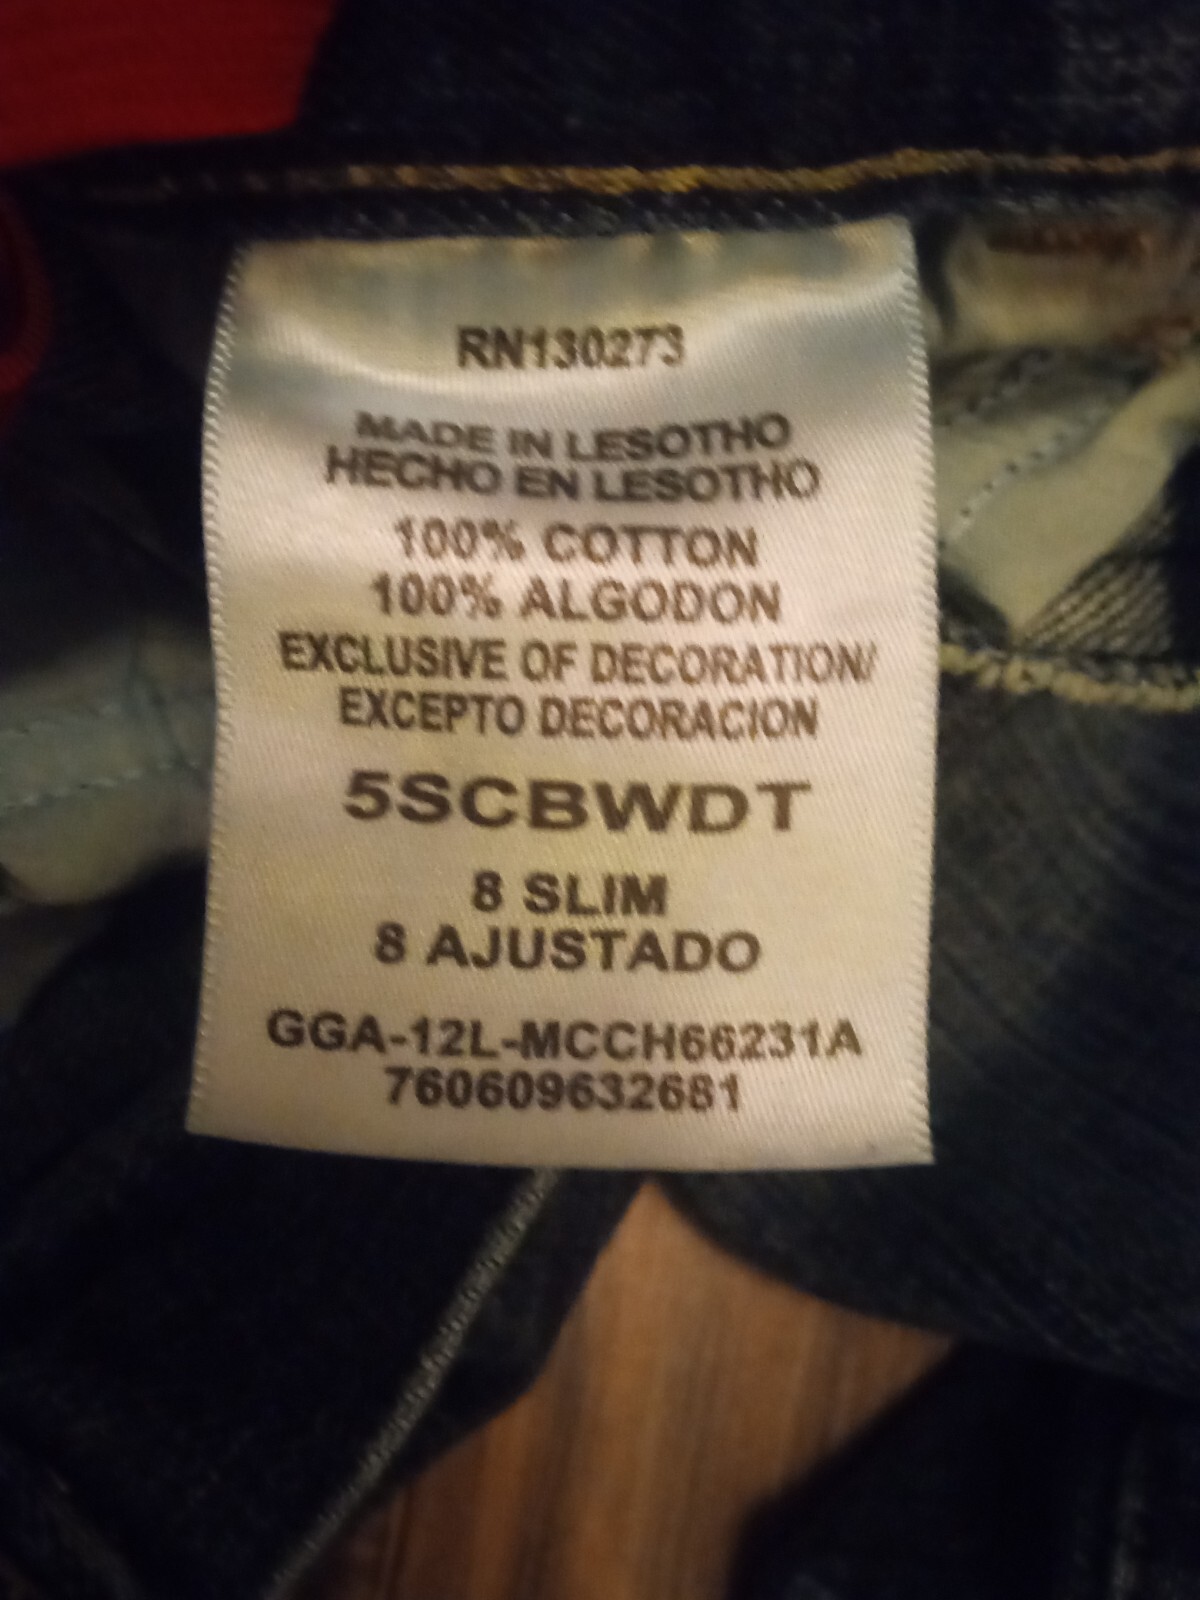 RN130273
MADE IN LESOTHO
HECHO EN LESOTHO
100% COTTON
100% ALGODON
EXCLUSIVE OF DECORATION/
EXCEPTO DECORACION
5SCBWDT
8 SLIM
8 AJUSTADO
GGA-12L-MCCH66231A
760609632681